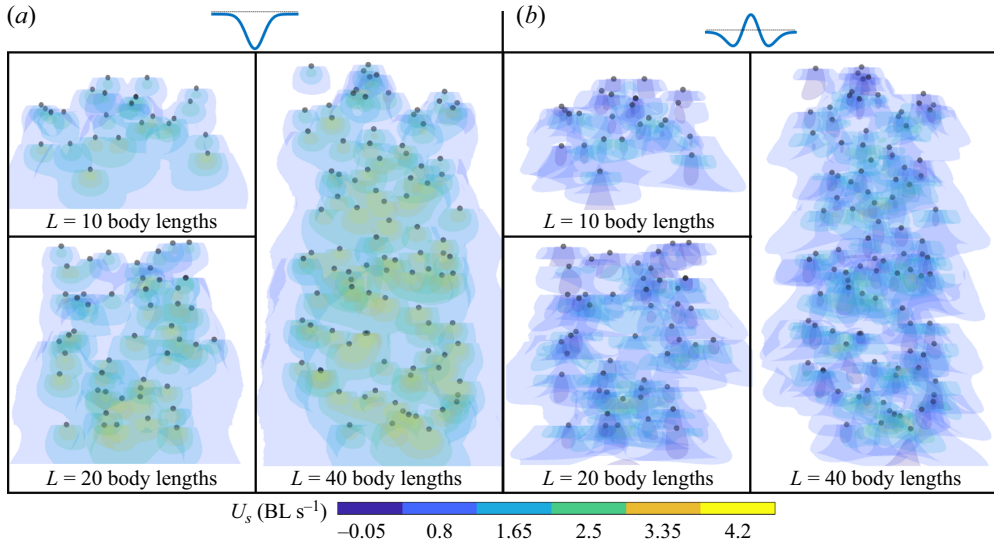 (a)
(b)
L = 10 body lengths
L = 10 body lengths
L = 20 body lengths
L = 40 body lengths
L = 20 body lengths
L = 40 body lengths
U_s (BL s⁻¹)
−0.05 0.8 1.65 2.5 3.35 4.2